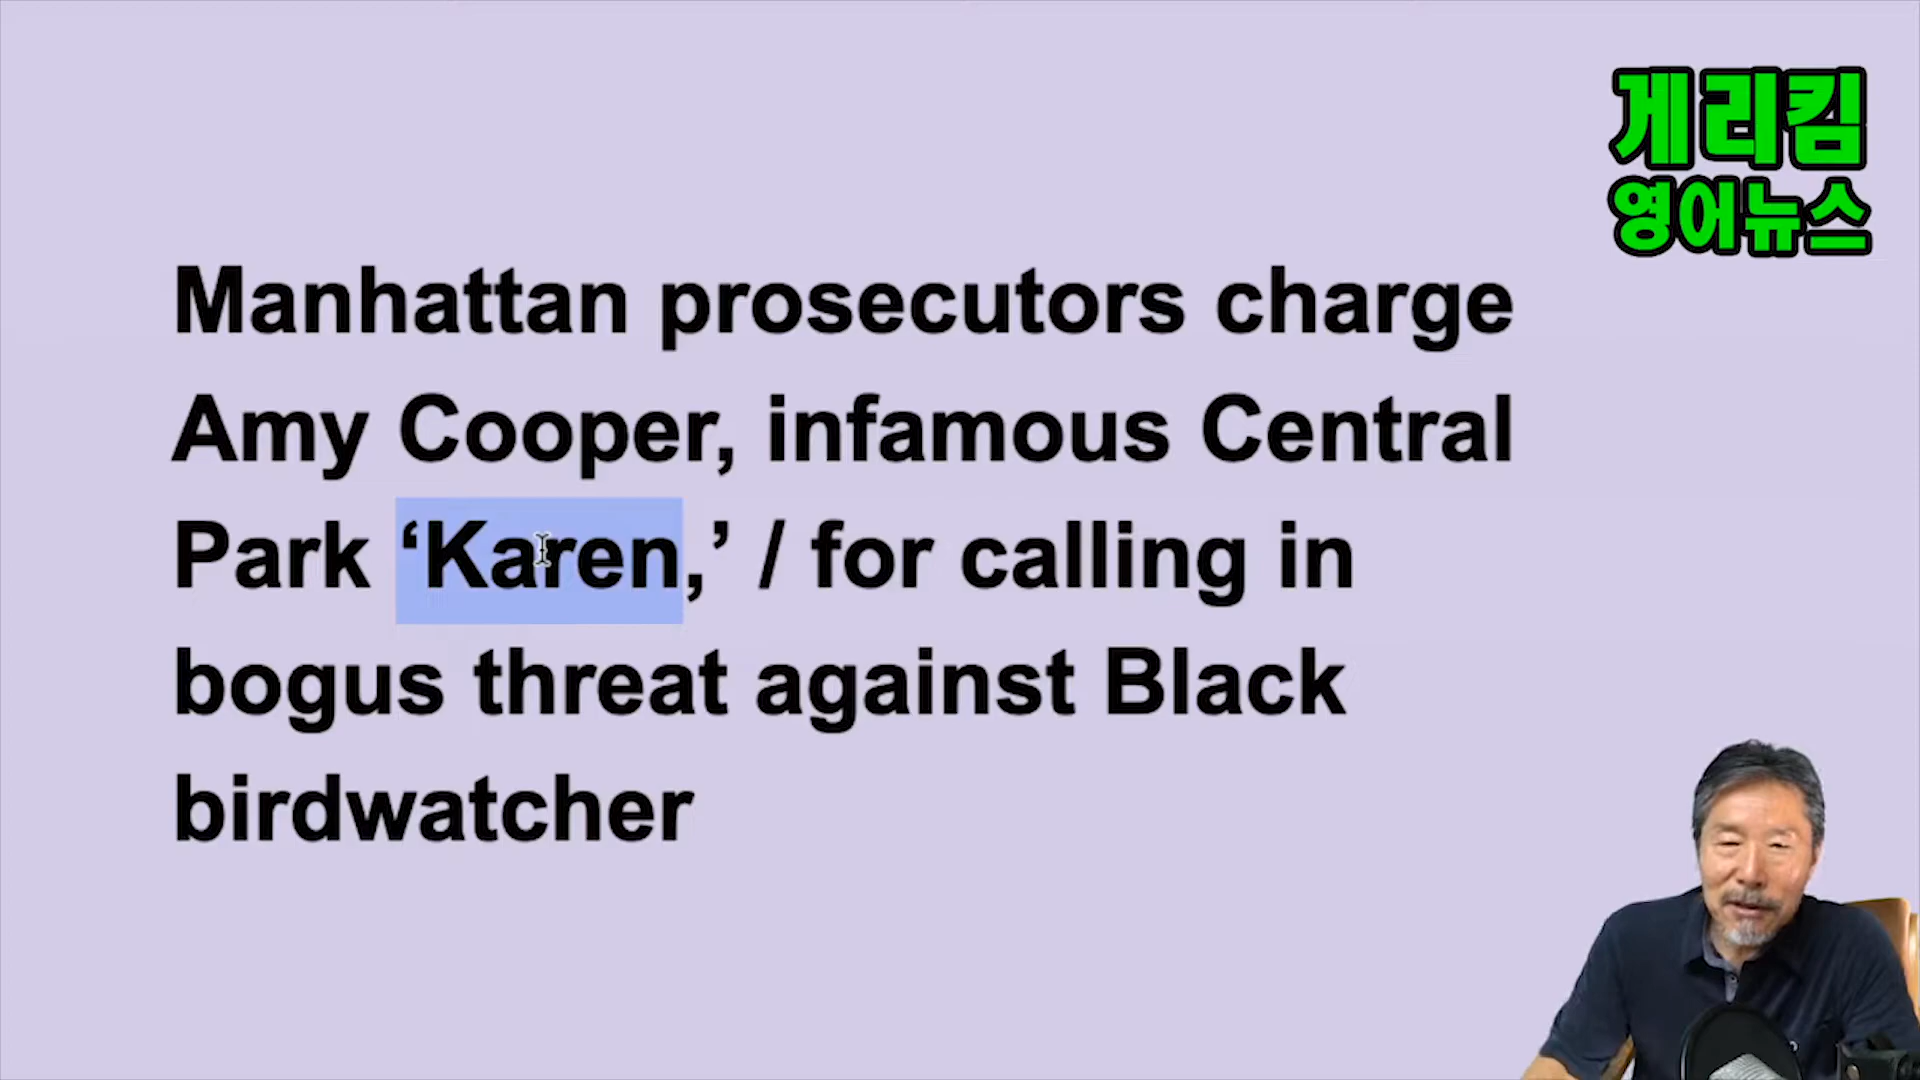 게리킴
영어뉴스
Manhattan prosecutors charge
Amy Cooper, infamous Central
Park ‘Karen,’ / for calling in
bogus threat against Black
birdwatcher